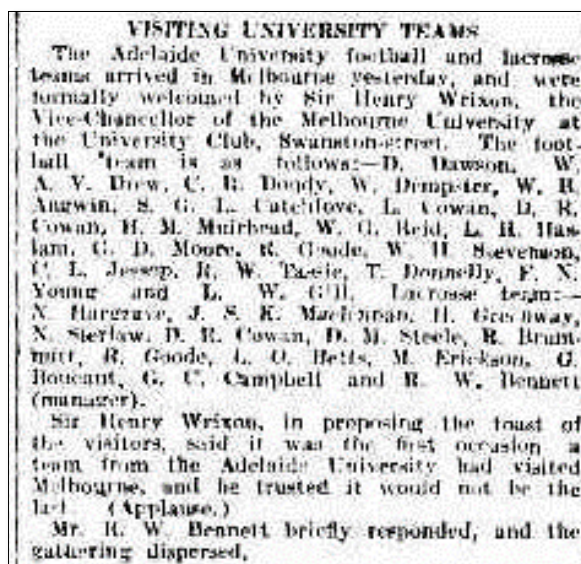 VISITING UNIVERSITY TEAMS
The Adelaide University football and lacrosse
teams arrived in Melbourne yesterday, and were
formally welcomed by Sir Henry Wrixon, the
Vice-Chancellor of the Melbourne University at
the University Club, Swanston-street. The foot-
ball team is as follows:—D. Dawson, W.
A. V. Drew, C. B. Dowdy, W. Dempster, W. R.
Angwin, S. G. L. Catchlove, L. Cowan, D. R.
Cowan, H. M. Muirhead, W. G. Reid, L. R. Has-
lam, C. D. Moore, R. Goode, W. H. Stevenson,
C. L. Jessop, R. W. Tassie, T. Donnelly, F. N.
Young and L. W. Gill. Lacrosse team:—
N. Hargrave, J. S. K. H. Greenway,
N. D. R. Cowan, D. M. Steele, R. Brum-
mitt, R. Goode, L. O. Betts, M. Erickson, G.
Boucaut, G. C. Campbell and R. W. Bennett
(manager).
Sir Henry Wrixon, in proposing the toast of
the visitors, said it was the first occasion a
team from the Adelaide University had visited
Melbourne, and he trusted it would not be the
last. (Applause.)
Mr. R. W. Bennett briefly responded, and the
gathering dispersed.